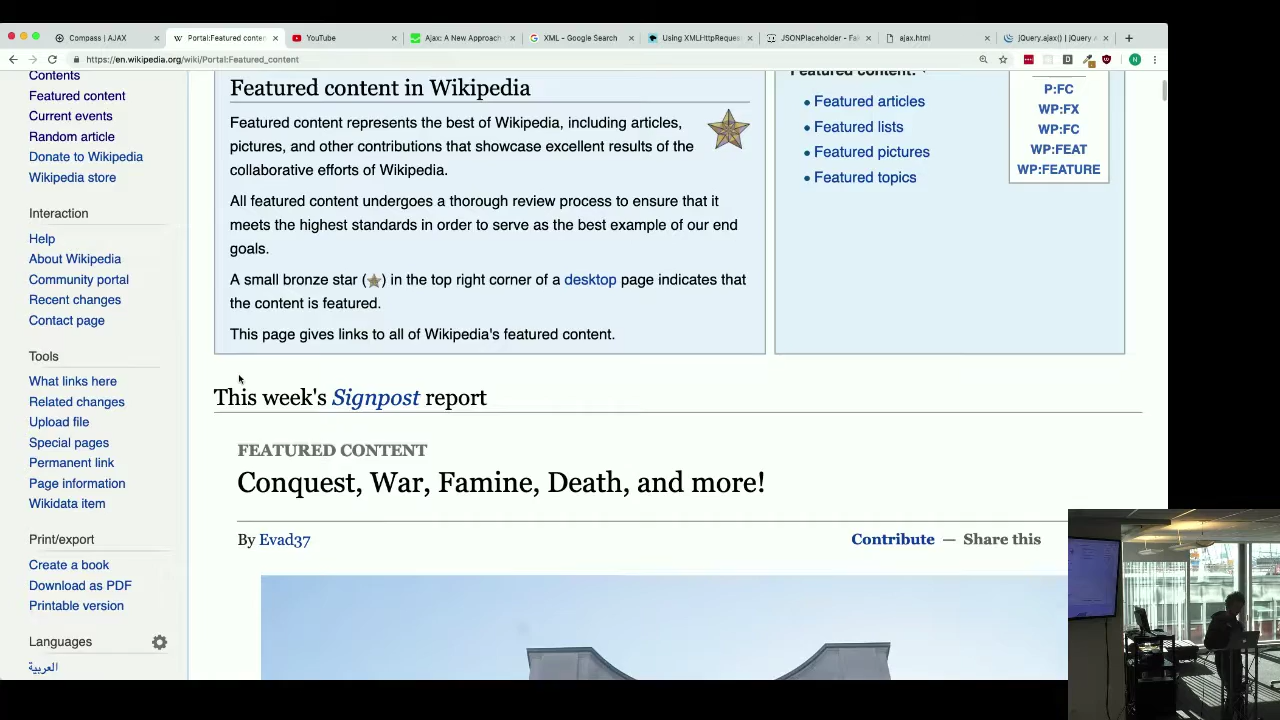 Compass | AJAX
Portal:Featured conten
YouTube
Ajax: A New Approach
XML - Google Search
Using XMLHttpReques
JSONPlaceholder - Fak
ajax.html
jQuery.ajax() | jQuery A
https://en.wikipedia.org/wiki/Portal:Featured_content
N
Contents
Featured content
Current events
Random article
Donate to Wikipedia
Wikipedia store
Interaction
Help
About Wikipedia
Community portal
Recent changes
Contact page
Tools
What links here
Related changes
Upload file
Special pages
Permanent link
Page information
Wikidata item
Print/export
Create a book
Download as PDF
Printable version
Languages
العربية
Featured content in Wikipedia
Featured content represents the best of Wikipedia, including articles,
pictures, and other contributions that showcase excellent results of the
collaborative efforts of Wikipedia.
All featured content undergoes a thorough review process to ensure that it
meets the highest standards in order to serve as the best example of our end
goals.
A small bronze star ( ) in the top right corner of a desktop page indicates that
the content is featured.
This page gives links to all of Wikipedia's featured content.
Featured content:
Featured articles
Featured lists
Featured pictures
Featured topics
P:FC
WP:FX
WP:FC
WP:FEAT
WP:FEATURE
This week's Signpost report
FEATURED CONTENT
Conquest, War, Famine, Death, and more!
By Evad37
Contribute — Share this